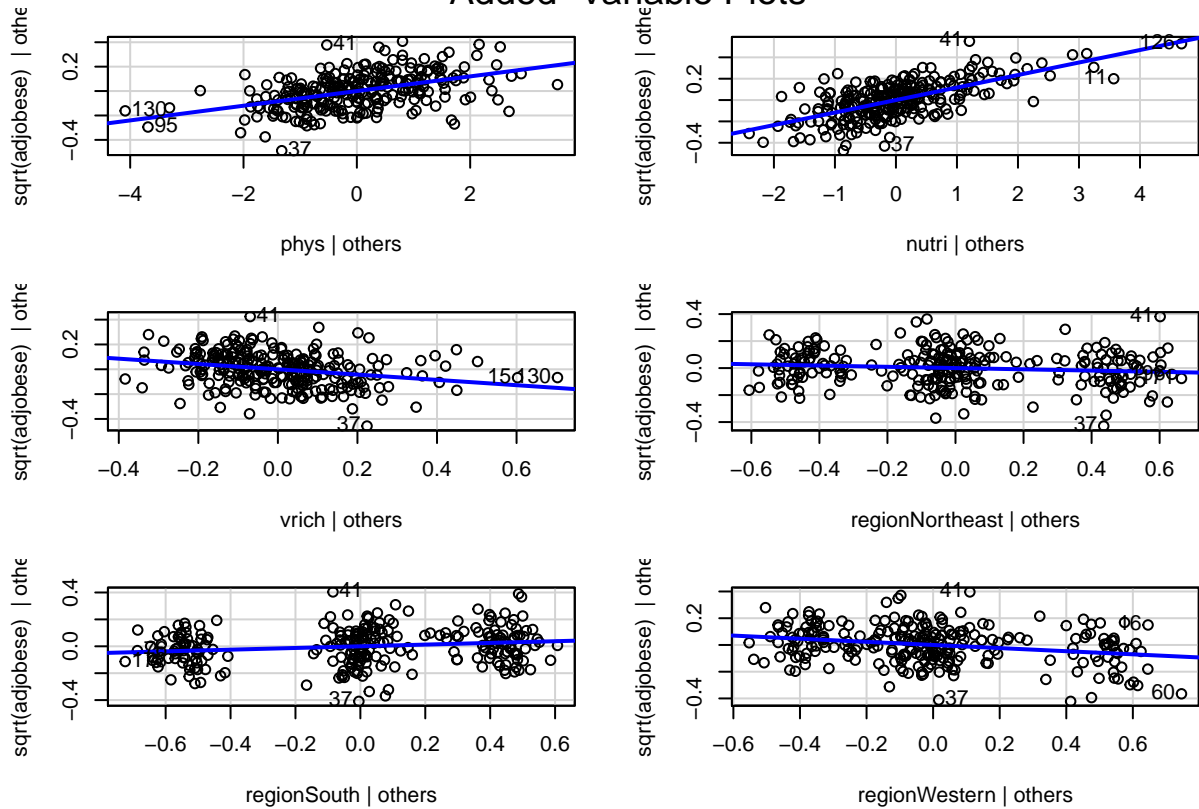 Added−Variable Plots
sqrt(adjobese) | othe
0.2
−0.4
41
130
95
37
−4 −2 0 2
phys | others
sqrt(adjobese) | othe
0.2
−0.4
41
126
11
37
−2 −1 0 1 2 3 4
nutri | others
sqrt(adjobese) | othe
0.2
−0.4
41
130
37
−0.4 −0.2 0.0 0.2 0.4 0.6
vrich | others
sqrt(adjobese) | othe
0.4
0.0
−0.4
41
37
−0.6 −0.4 −0.2 0.0 0.2 0.4 0.6
regionNortheast | others
sqrt(adjobese) | othe
0.4
0.0
−0.4
41
37
−0.6 −0.4 −0.2 0.0 0.2 0.4 0.6
regionSouth | others
sqrt(adjobese) | othe
0.2
−0.4
41
37
60
−0.6 −0.4 −0.2 0.0 0.2 0.4 0.6
regionWestern | others